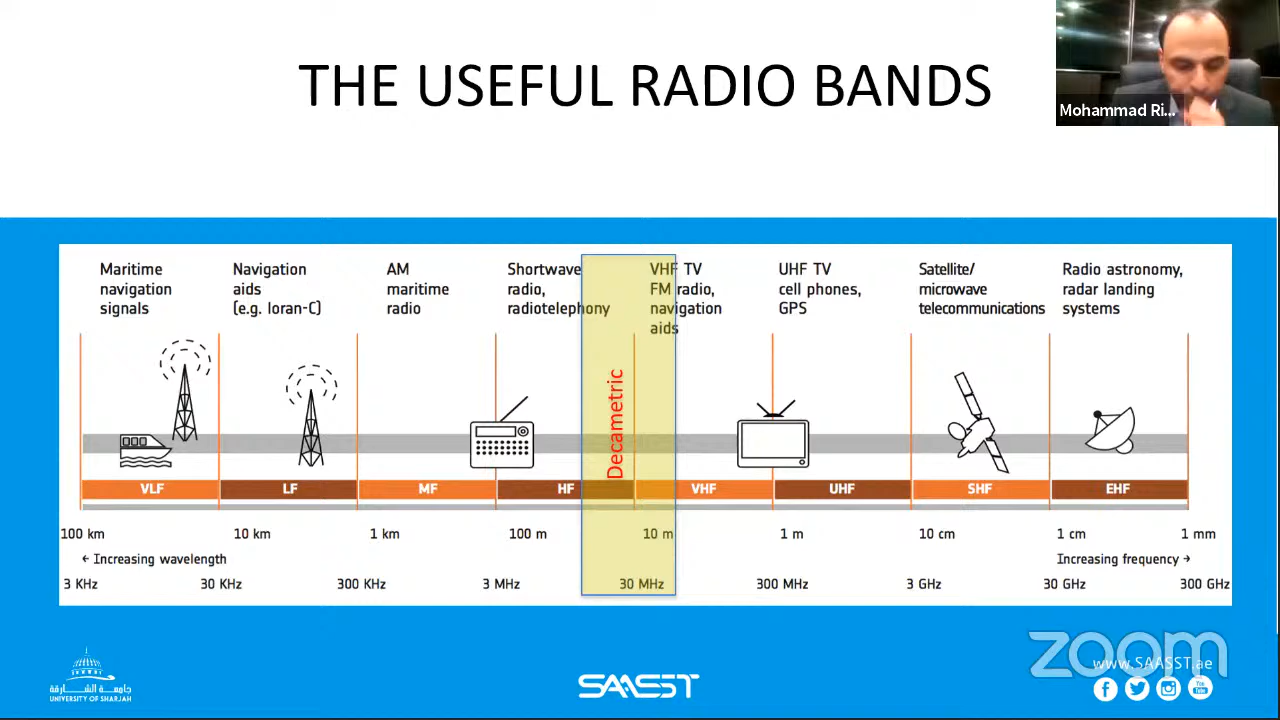 THE USEFUL RADIO BANDS
Mohammad Ri...
Maritime
navigation
signals
Navigation
aids
(e.g. loran-C)
AM
maritime
radio
Shortwave
radio,
radiotelephony
VHF TV
FM radio,
navigation
aids
UHF TV
cell phones,
GPS
Satellite/
microwave
telecommunications
Radio astronomy,
radar landing
systems
Decametric
VLF LF MF HF VHF UHF SHF EHF
100 km 10 km 1 km 100 m 10 m 1 m 10 cm 1 cm 1 mm
← Increasing wavelength Increasing frequency →
3 KHz 30 KHz 300 KHz 3 MHz 30 MHz 300 MHz 3 GHz 30 GHz 300 GHz
جامعة الشارقة
UNIVERSITY OF SHARJAH
SAASST
zoom
www.SAASST.ae
You
Tube